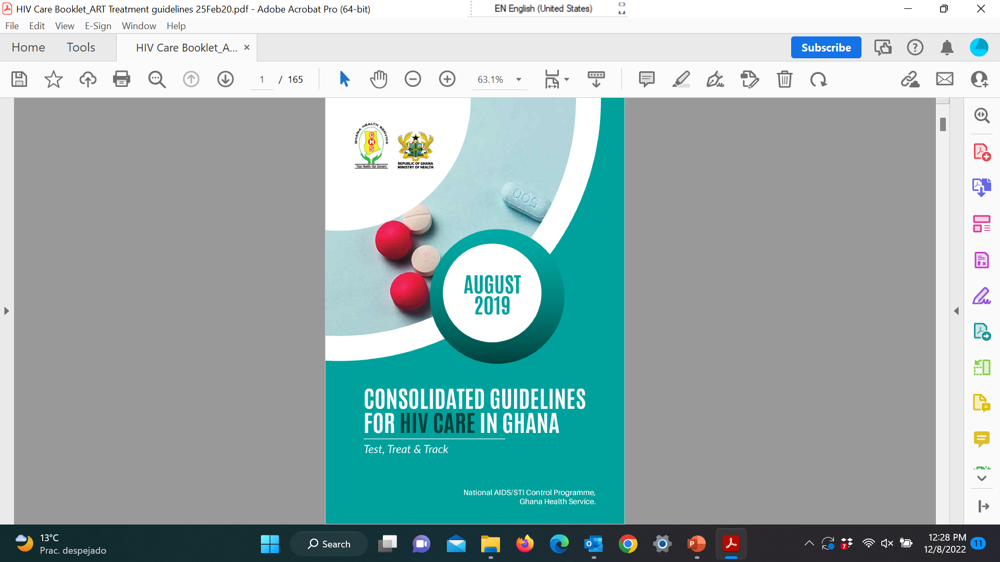 HIV Care Booklet_ART Treatment guidelines 25Feb20.pdf - Adobe Acrobat Pro (64-bit)
EN English (United States)
File Edit View E-Sign Window Help
Home Tools HIV Care Booklet_A... ×
Subscribe
1 / 165
63.1%
GHANA HEALTH SERVICE
G
H
S
Your Health - Our Concern
REPUBLIC OF GHANA
MINISTRY OF HEALTH
500
AUGUST
2019
CONSOLIDATED GUIDELINES
FOR HIV CARE IN GHANA
Test, Treat & Track
National AIDS/STI Control Programme,
Ghana Health Service.
13°C
Prac. despejado
Search
7
12:28 PM
12/8/2022
11